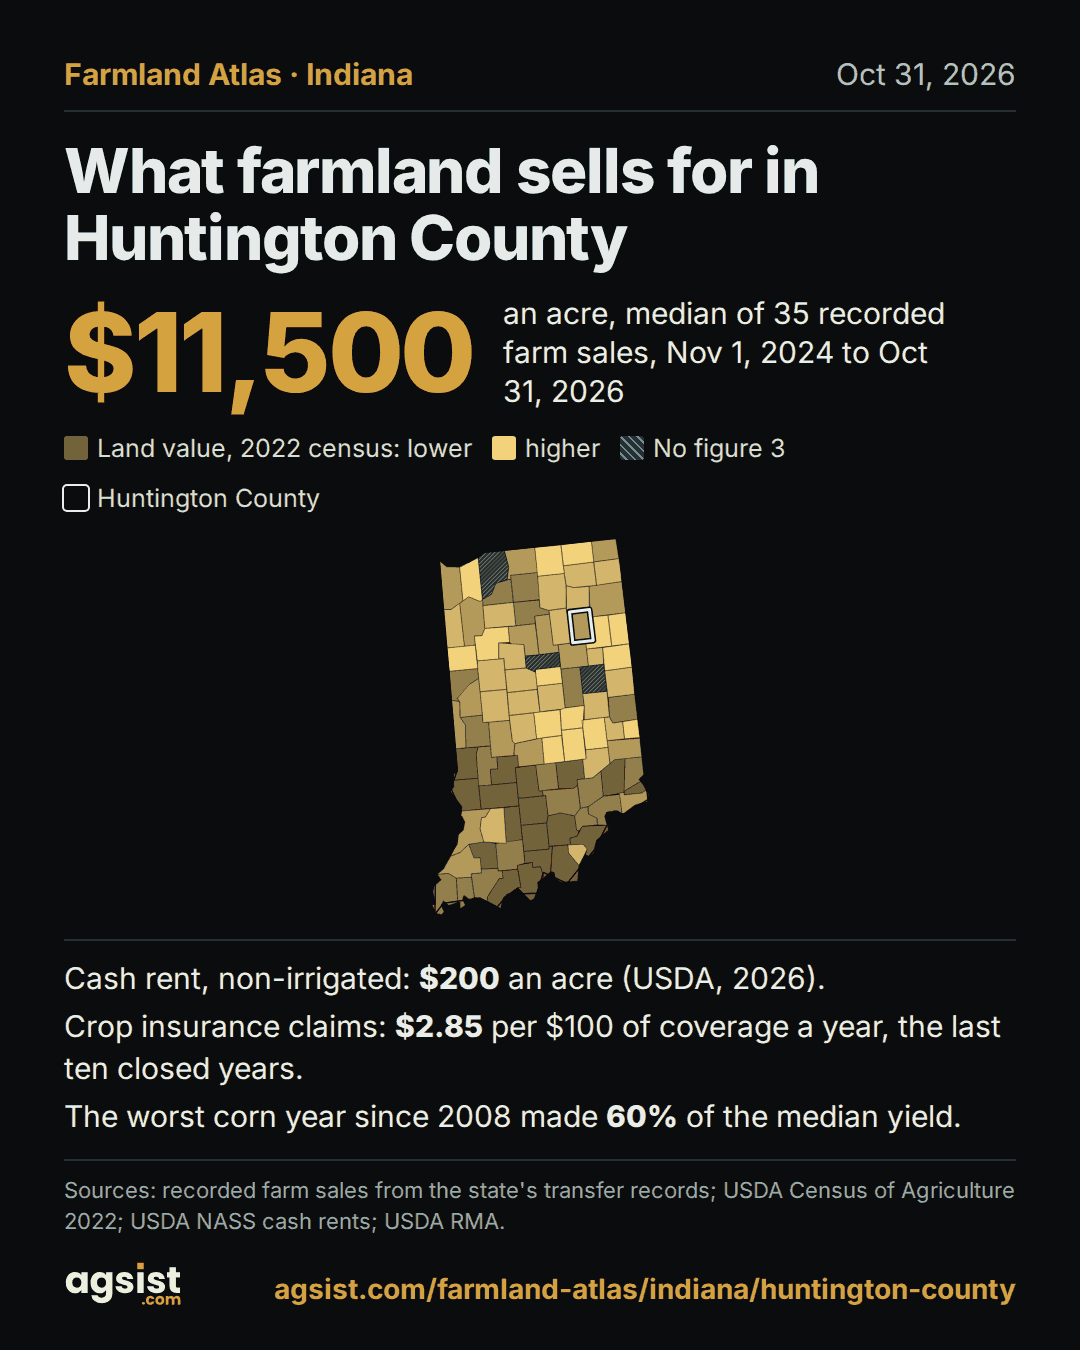 Farmland Atlas · Indiana
Oct 31, 2026
What farmland sells for in
Huntington County
$11,500
an acre, median of 35 recorded
farm sales, Nov 1, 2024 to Oct
31, 2026
Land value, 2022 census: lower
higher
No figure 3
Huntington County
Cash rent, non-irrigated: $200 an acre (USDA, 2026).
Crop insurance claims: $2.85 per $100 of coverage a year, the last
ten closed years.
The worst corn year since 2008 made 60% of the median yield.
Sources: recorded farm sales from the state's transfer records; USDA Census of Agriculture
2022; USDA NASS cash rents; USDA RMA.
agsist
.com
agsist.com/farmland-atlas/indiana/huntington-county